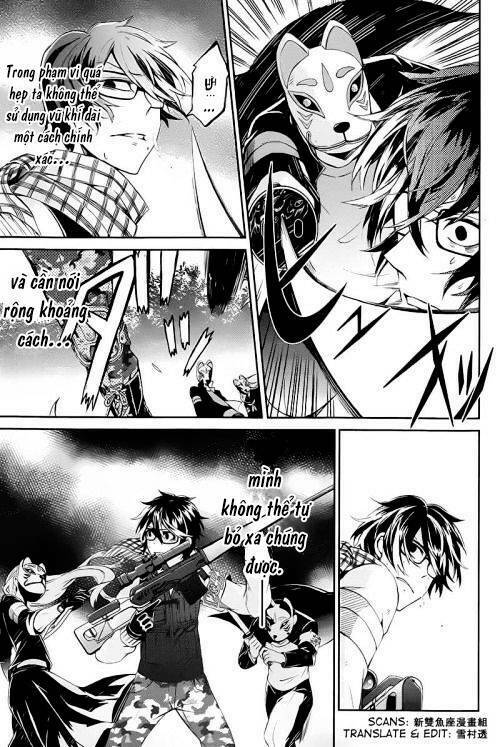 Trong phạm vi quá
hẹp ta không thể
sử dụng vũ khí dài
một cách chính
xác...
và cần nới
rộng khoảng
cách...
mình
không thể tự
bỏ xa chúng
được.
SCANS: 新雙魚座漫畫組
TRANSLATE & EDIT: 雪村透